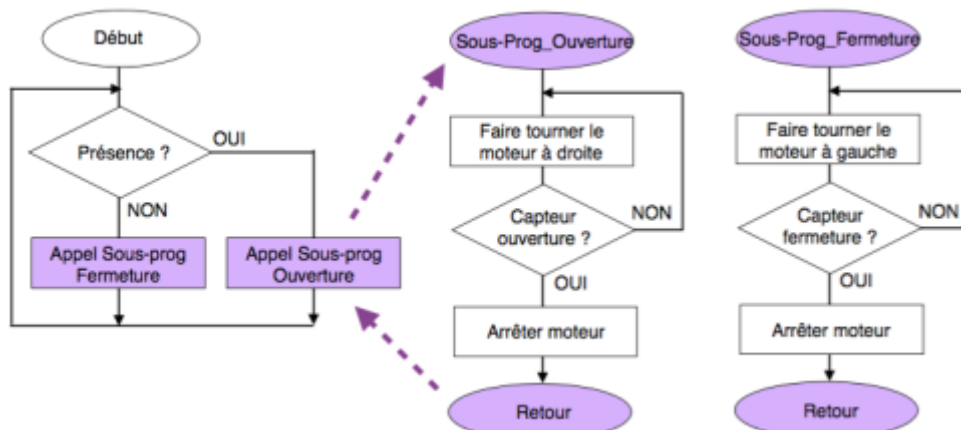 Début
Présence ?
OUI
NON
Appel Sous-prog
Fermeture
Appel Sous-prog
Ouverture
Sous-Prog_Ouverture
Faire tourner le
moteur à droite
Capteur
ouverture ?
NON
OUI
Arrêter moteur
Retour
Sous-Prog_Fermeture
Faire tourner le
moteur à gauche
Capteur
fermeture ?
NON
OUI
Arrêter moteur
Retour